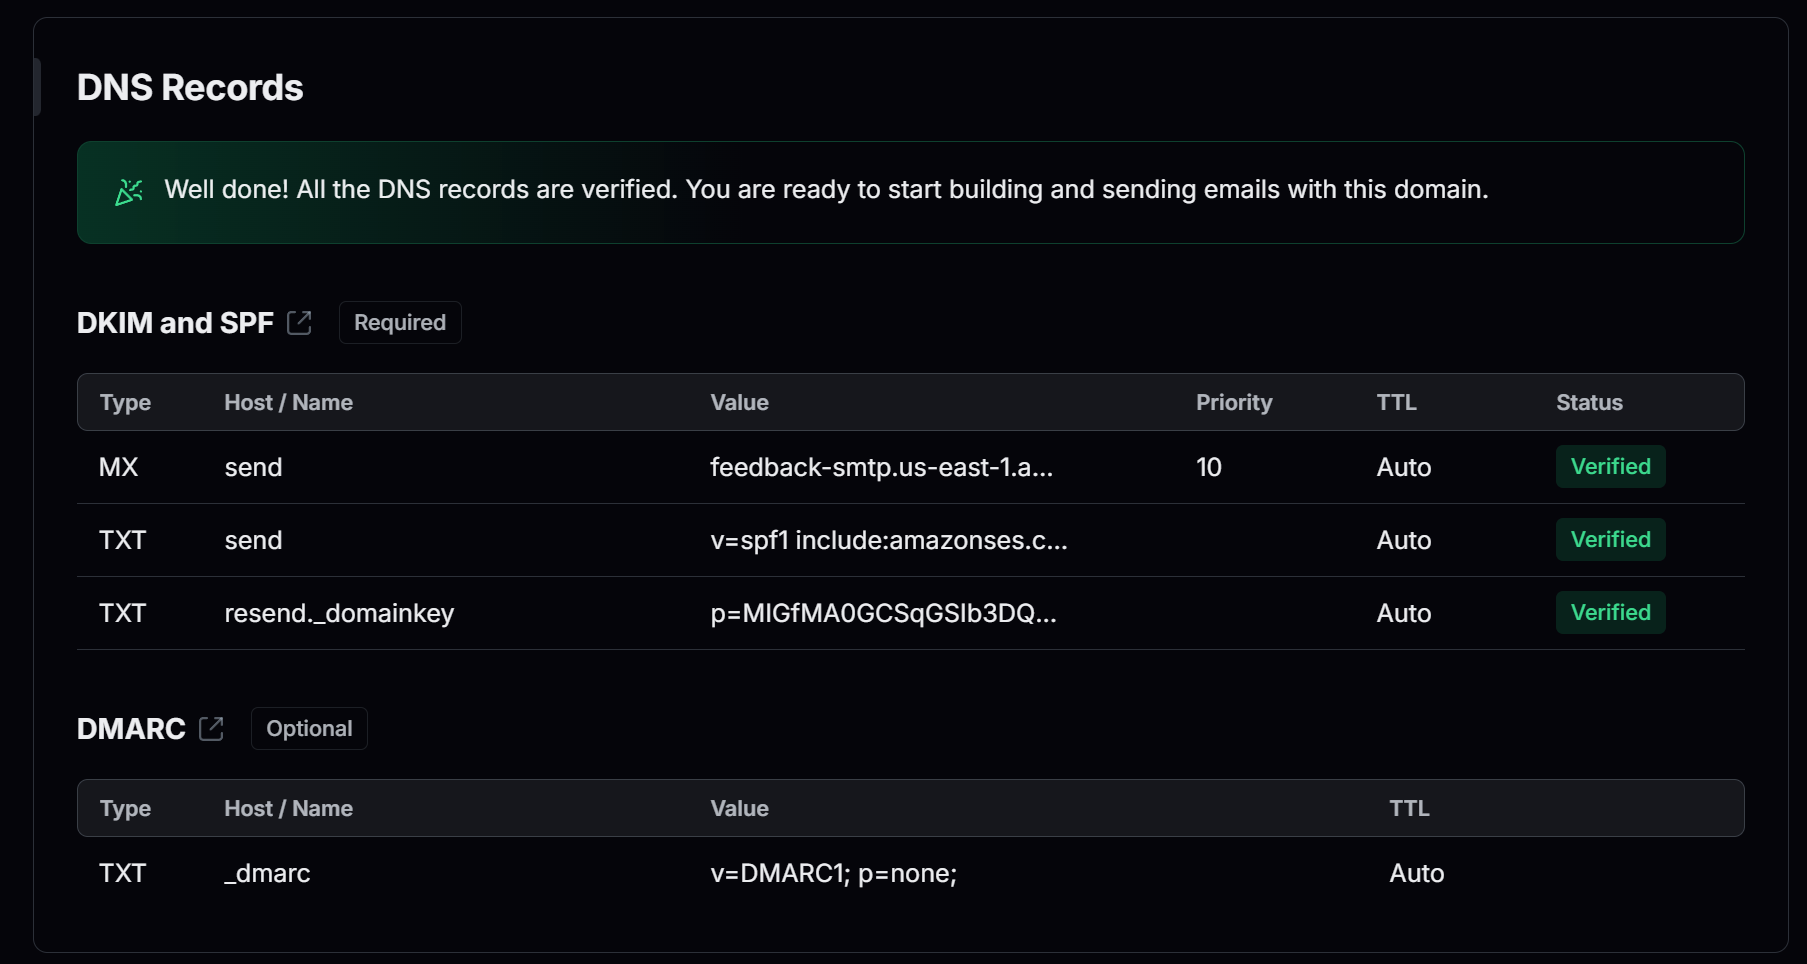 DNS Records
Well done! All the DNS records are verified. You are ready to start building and sending emails with this domain.
DKIM and SPF Required
Type Host / Name Value Priority TTL Status
MX send feedback-smtp.us-east-1.a... 10 Auto Verified
TXT send v=spf1 include:amazonses.c... Auto Verified
TXT resend._domainkey p=MIGfMA0GCSqGSIb3DQ... Auto Verified
DMARC Optional
Type Host / Name Value TTL
TXT _dmarc v=DMARC1; p=none; Auto